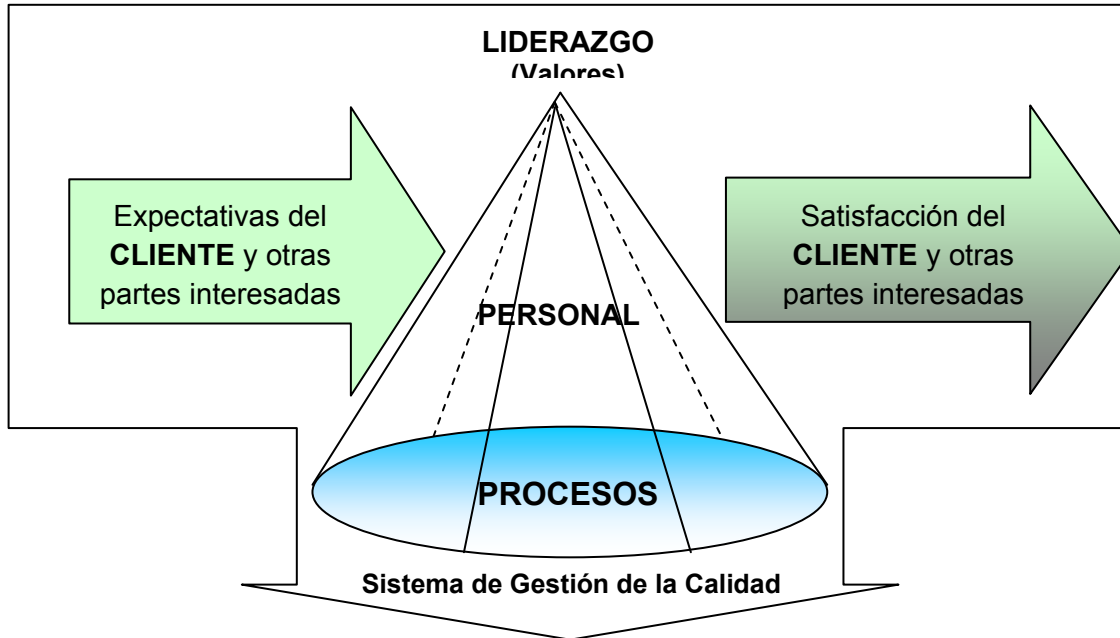 LIDERAZGO
(Valores)
Expectativas del
CLIENTE y otras
partes interesadas
Satisfacción del
CLIENTE y otras
partes interesadas
PERSONAL
PROCESOS
Sistema de Gestión de la Calidad